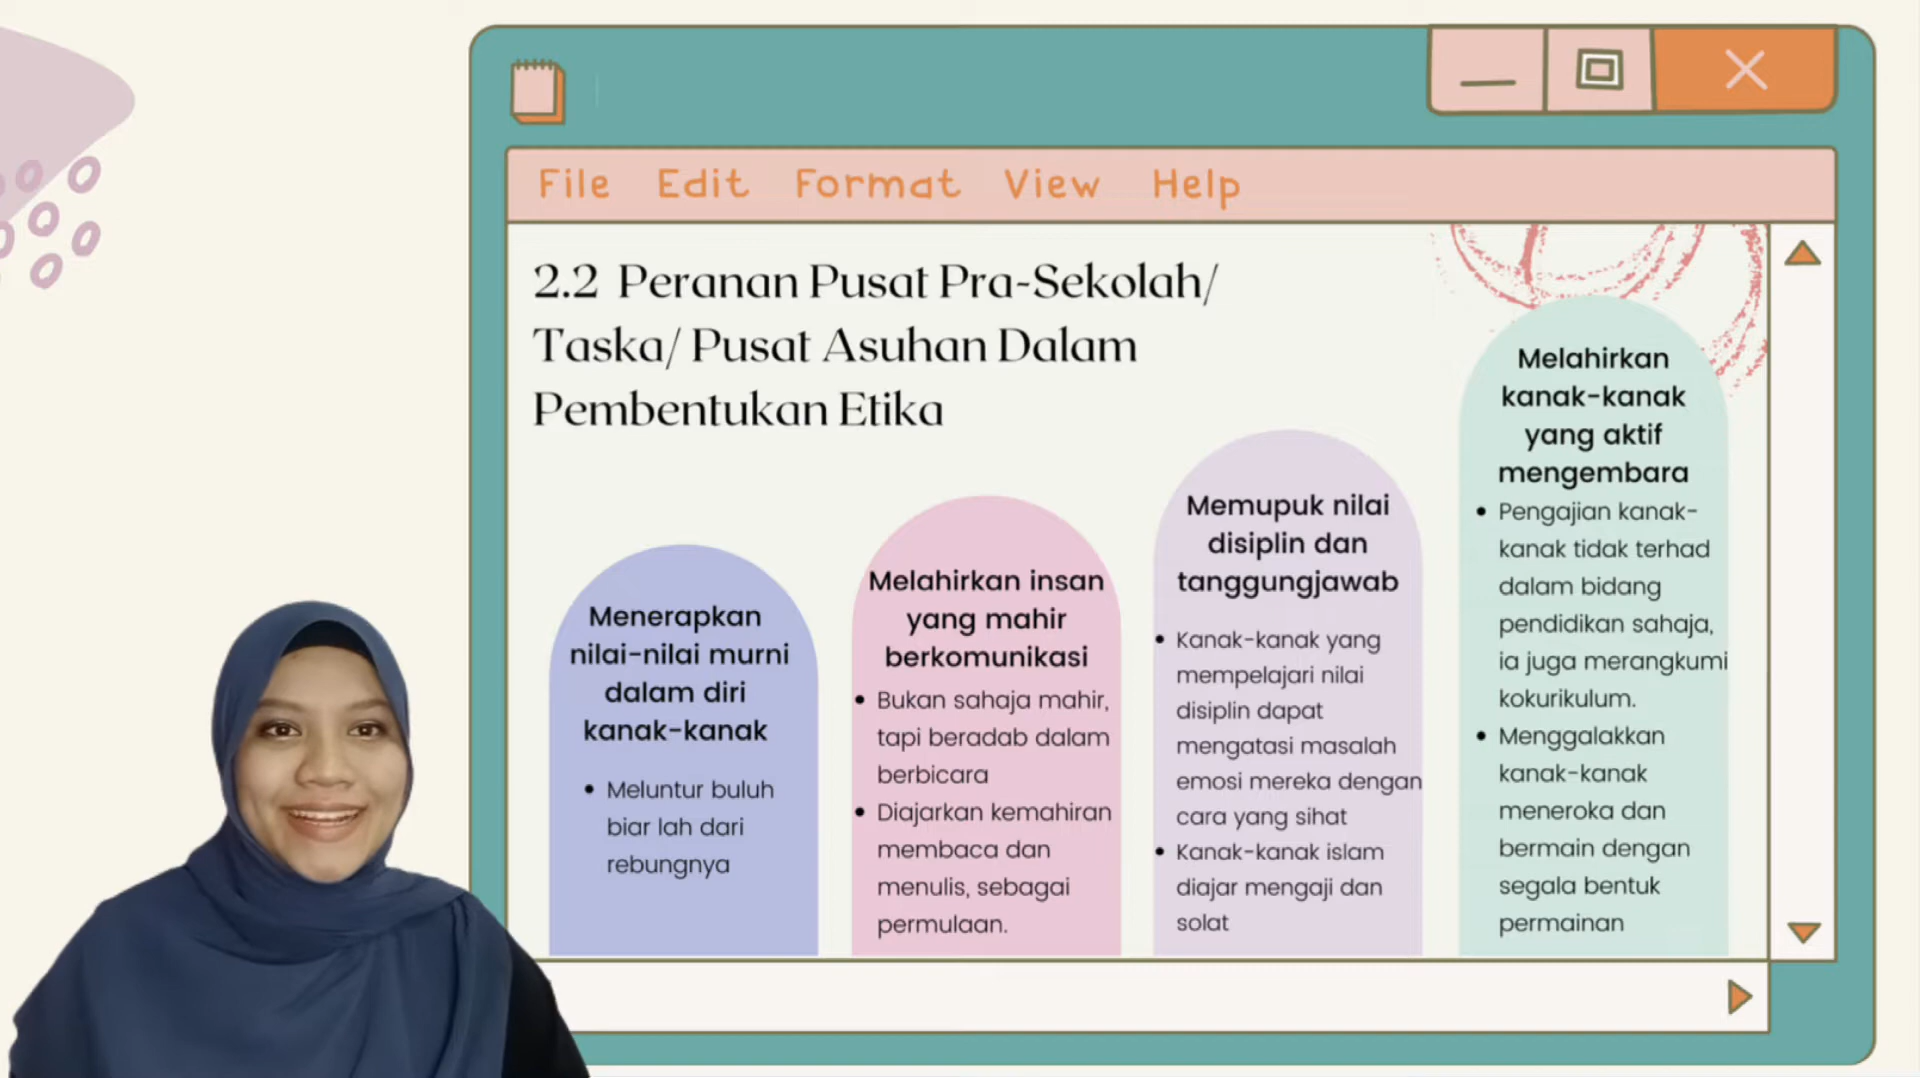 File Edit Format View Help
2.2 Peranan Pusat Pra-Sekolah/
Taska/ Pusat Asuhan Dalam
Pembentukan Etika
Menerapkan
nilai-nilai murni
dalam diri
kanak-kanak
• Meluntur buluh
biar lah dari
rebungnya
Melahirkan insan
yang mahir
berkomunikasi
• Bukan sahaja mahir,
tapi beradab dalam
berbicara
• Diajarkan kemahiran
membaca dan
menulis, sebagai
permulaan.
Memupuk nilai
disiplin dan
tanggungjawab
• Kanak-kanak yang
mempelajari nilai
disiplin dapat
mengatasi masalah
emosi mereka dengan
cara yang sihat
• Kanak-kanak islam
diajar mengaji dan
solat
Melahirkan
kanak-kanak
yang aktif
mengembara
• Pengajian kanak-
kanak tidak terhad
dalam bidang
pendidikan sahaja,
ia juga merangkumi
kokurikulum.
• Menggalakkan
kanak-kanak
meneroka dan
bermain dengan
segala bentuk
permainan